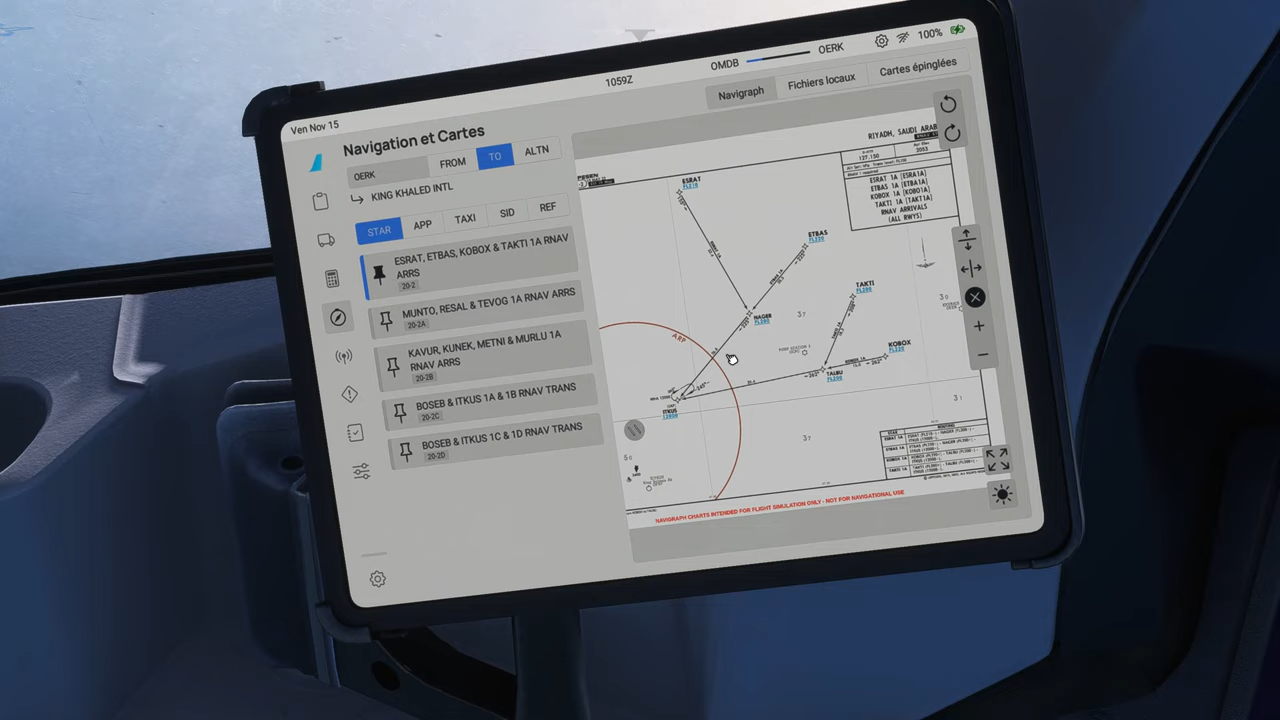 Ven Nov 15
1059Z
OMDB
OERK
100%
Navigation et Cartes
Navigraph
Fichiers locaux
Cartes épinglées
OERK
FROM
TO
ALTN
KING KHALED INTL
STAR
APP
TAXI
SID
REF
ESRAT, ETBAS, KOBOX & TAKTI 1A RNAV
ARRS
20-2
MUNTO, RESAL & TEVOG 1A RNAV ARRS
20-2A
KAVUR, KUNEK, METNI & MURLU 1A
RNAV ARRS
20-2B
BOSEB & ITKUS 1A & 1B RNAV TRANS
20-2C
BOSEB & ITKUS 1C & 1D RNAV TRANS
20-2D
RIYADH, SAUDI ARAB
127.150
2053
ESRAT 1A [ESRA1A]
ETBAS 1A [ETBA1A]
KOBOX 1A [KOBO1A]
TAKTI 1A [TAKT1A]
RNAV ARRIVALS
(ALL RWYS)
ESRAT
FL210
ETBAS
TAKTI
NAGER
KOBOX
TALBU
ARP
ITKUS
NAVIGRAPH CHARTS INTENDED FOR FLIGHT SIMULATION ONLY - NOT FOR NAVIGATIONAL USE